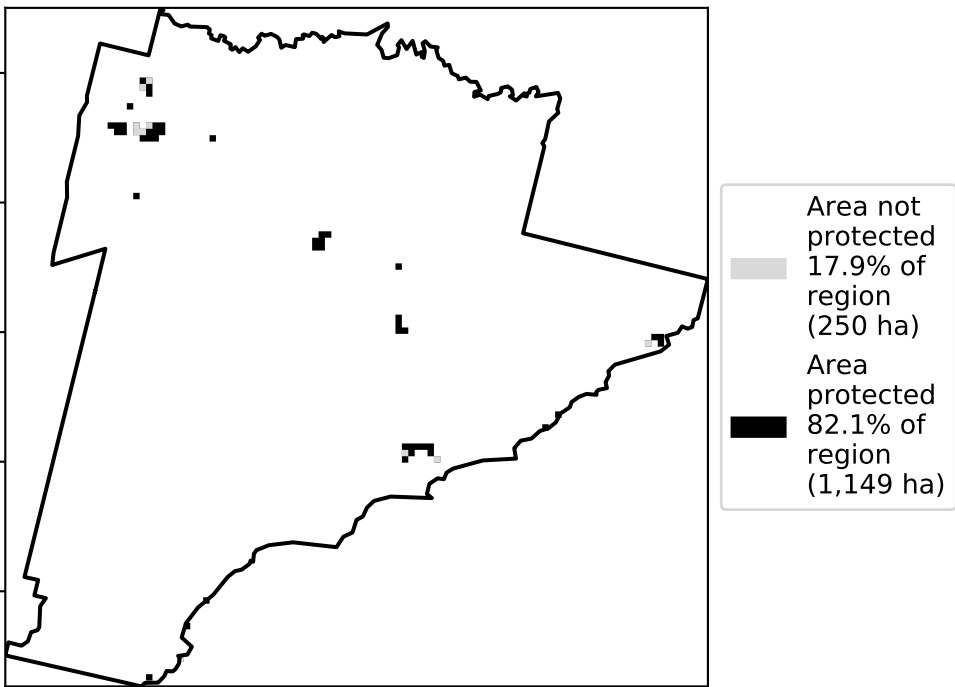 Area not
protected
17.9% of
region
(250 ha)
Area
protected
82.1% of
region
(1,149 ha)